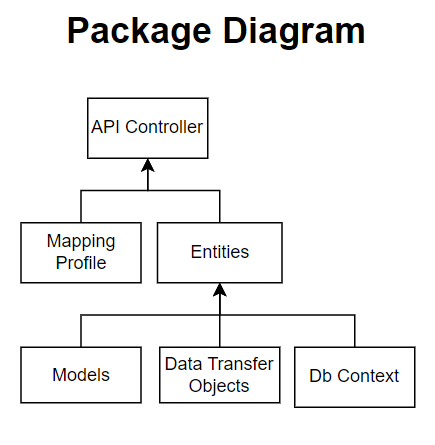 Package Diagram
API Controller
Mapping
Profile
Entities
Models
Data Transfer
Objects
Db Context